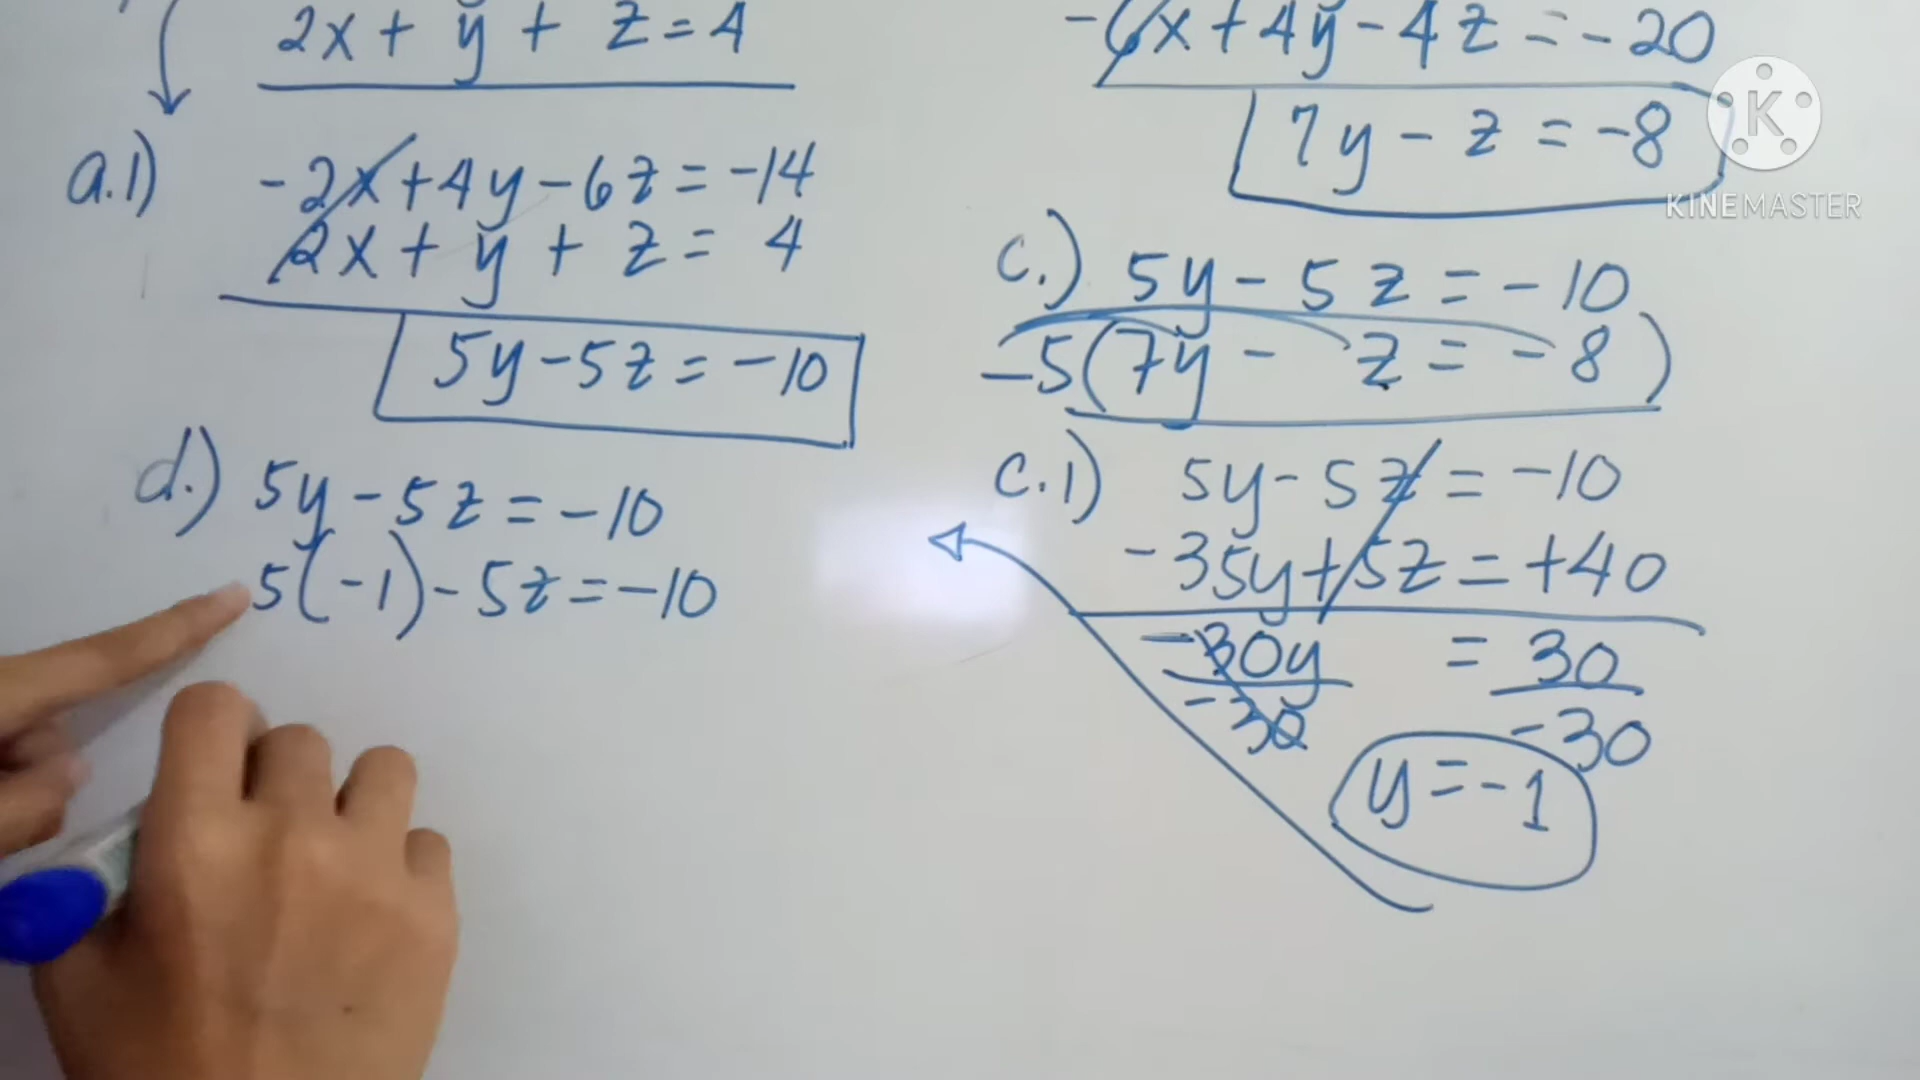 2x + y + z = 4
a.1) -2x + 4y - 6z = -14
2x + y + z = 4
5y - 5z = -10
d.) 5y - 5z = -10
5(-1) - 5z = -10
-6x + 4y - 4z = -20
7y - z = -8
K
KINEMASTER
c.) 5y - 5z = -10
-5(7y - z = -8)
c.1) 5y - 5z = -10
-35y + 5z = +40
-30y = 30
-30 -30
y = -1